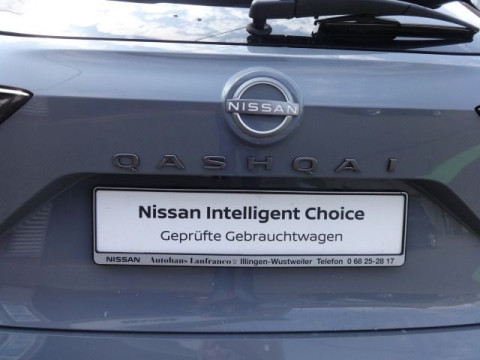 NISSAN
QASHQAI
Nissan Intelligent Choice
Geprüfte Gebrauchtwagen
NISSAN Autohaus Lanfranco Illingen-Wustweiler Telefon 0 68 25-28 17